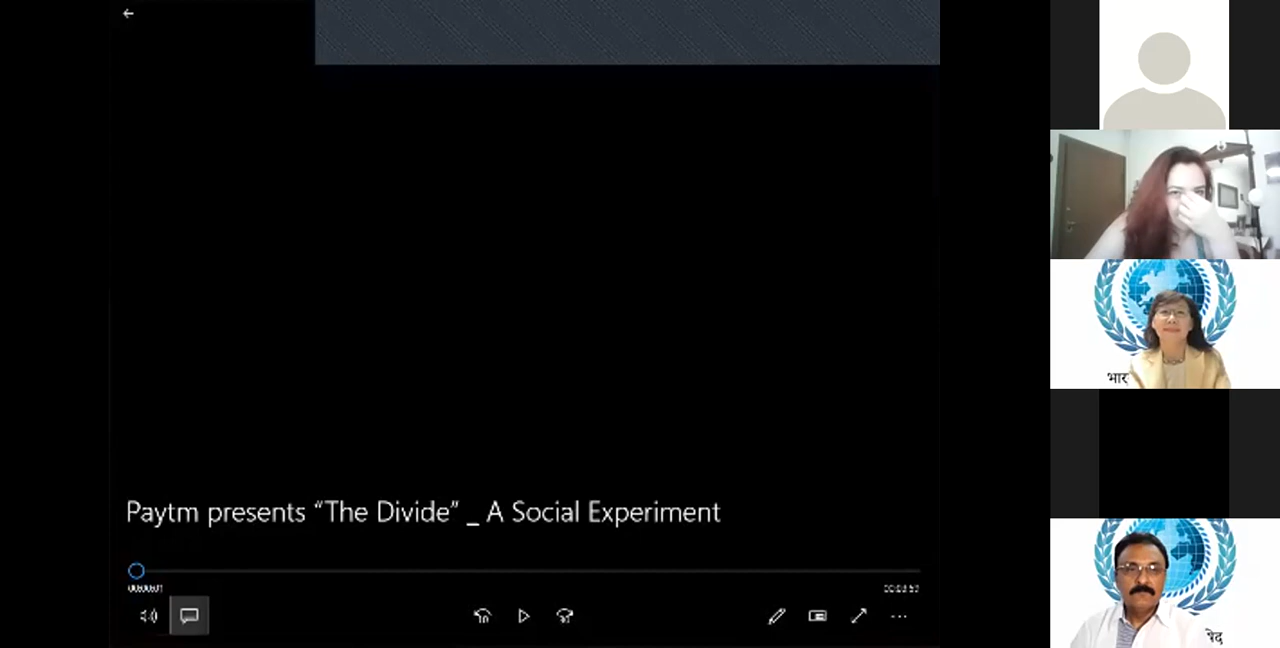 Paytm presents “The Divide” _ A Social Experiment
भार